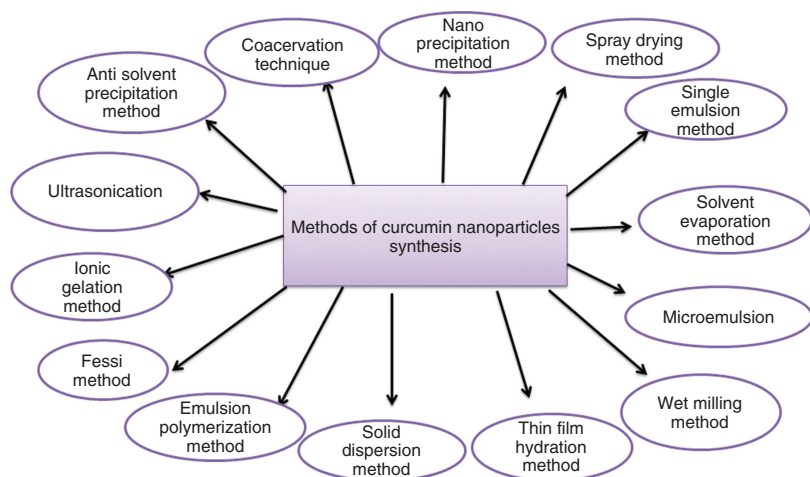 Nano
precipitation
method
Coacervation
technique
Spray drying
method
Anti solvent
precipitation
method
Single
emulsion
method
Ultrasonication
Methods of curcumin nanoparticles
synthesis
Solvent
evaporation
method
Ionic
gelation
method
Microemulsion
Fessi
method
Wet milling
method
Emulsion
polymerization
method
Solid
dispersion
method
Thin film
hydration
method